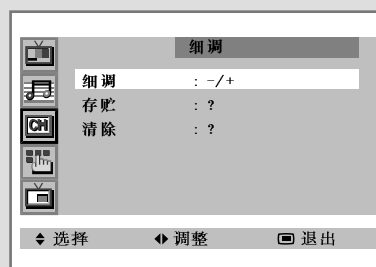 细调
细调 : -/+
存贮 : ?
清除 : ?
CH
选择 调整 退出